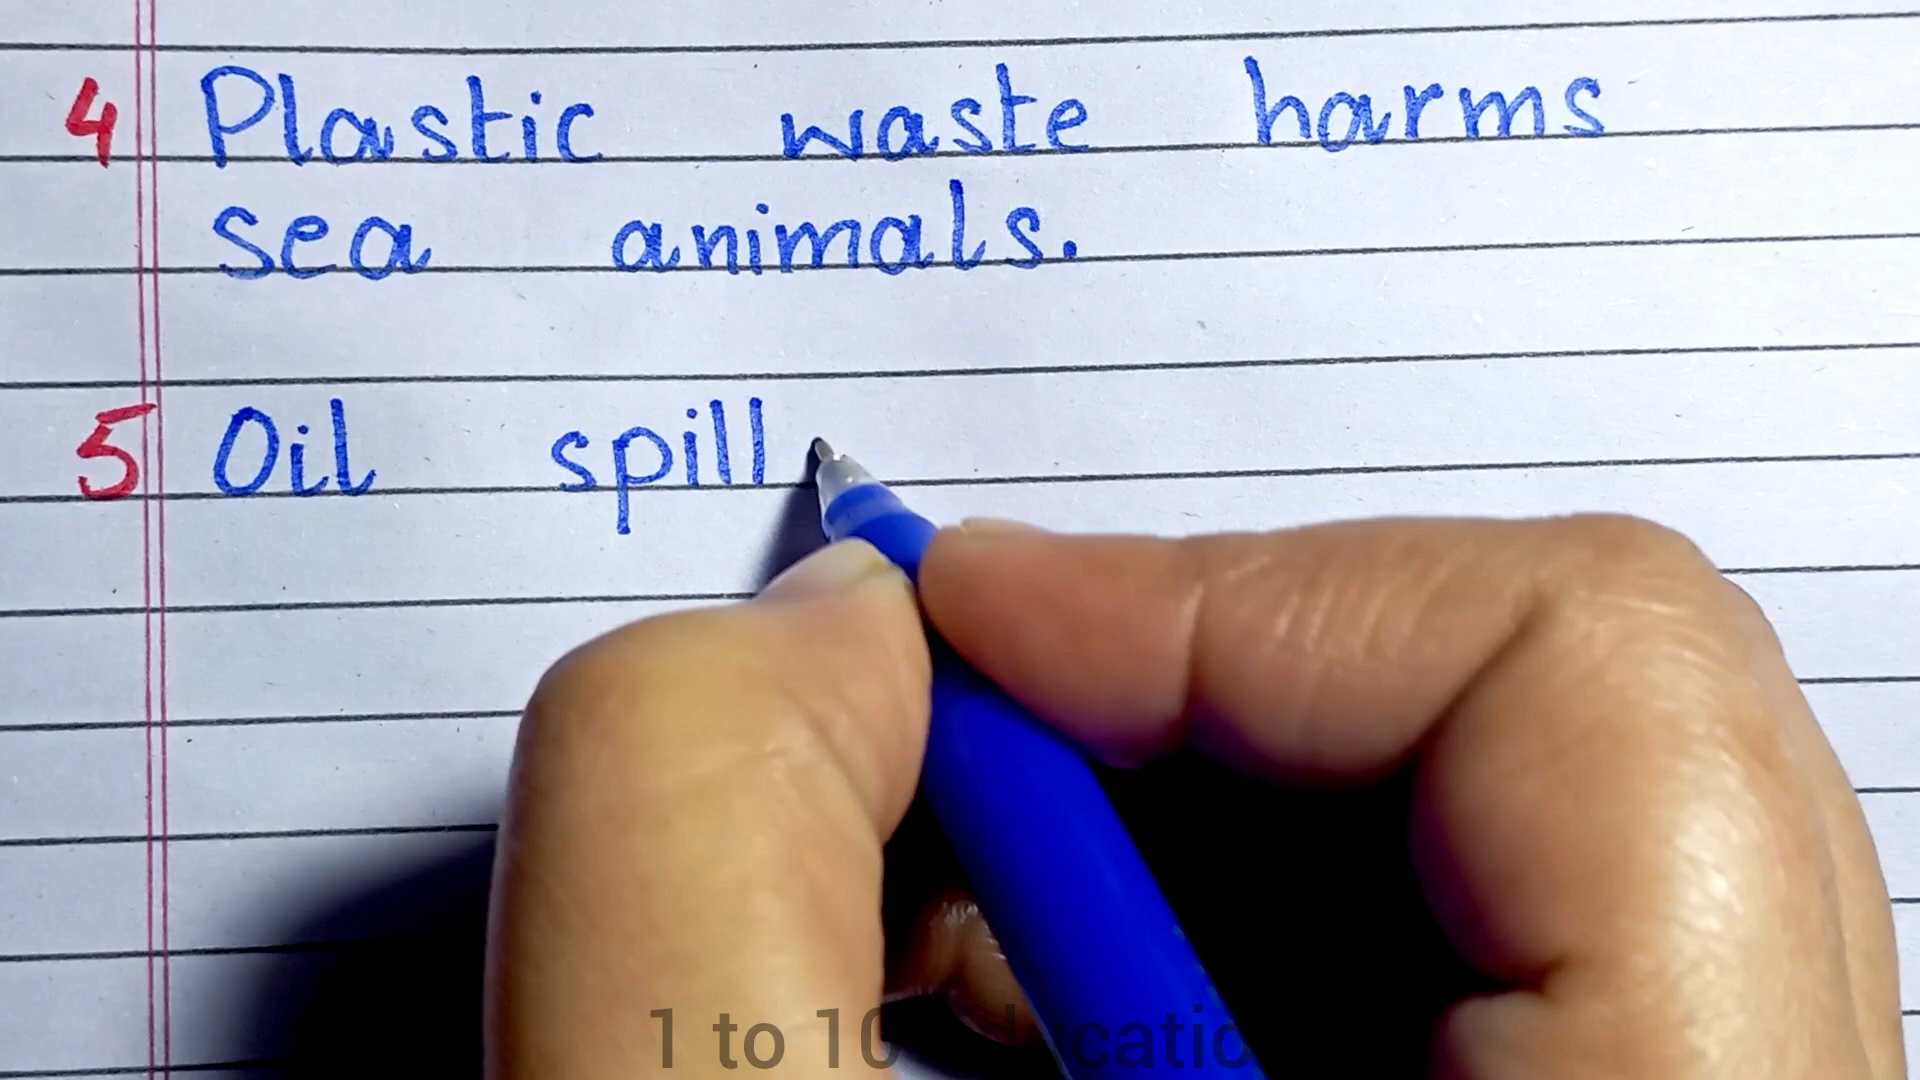 4 Plastic waste harms
sea animals.
5 Oil spill
1 to 10